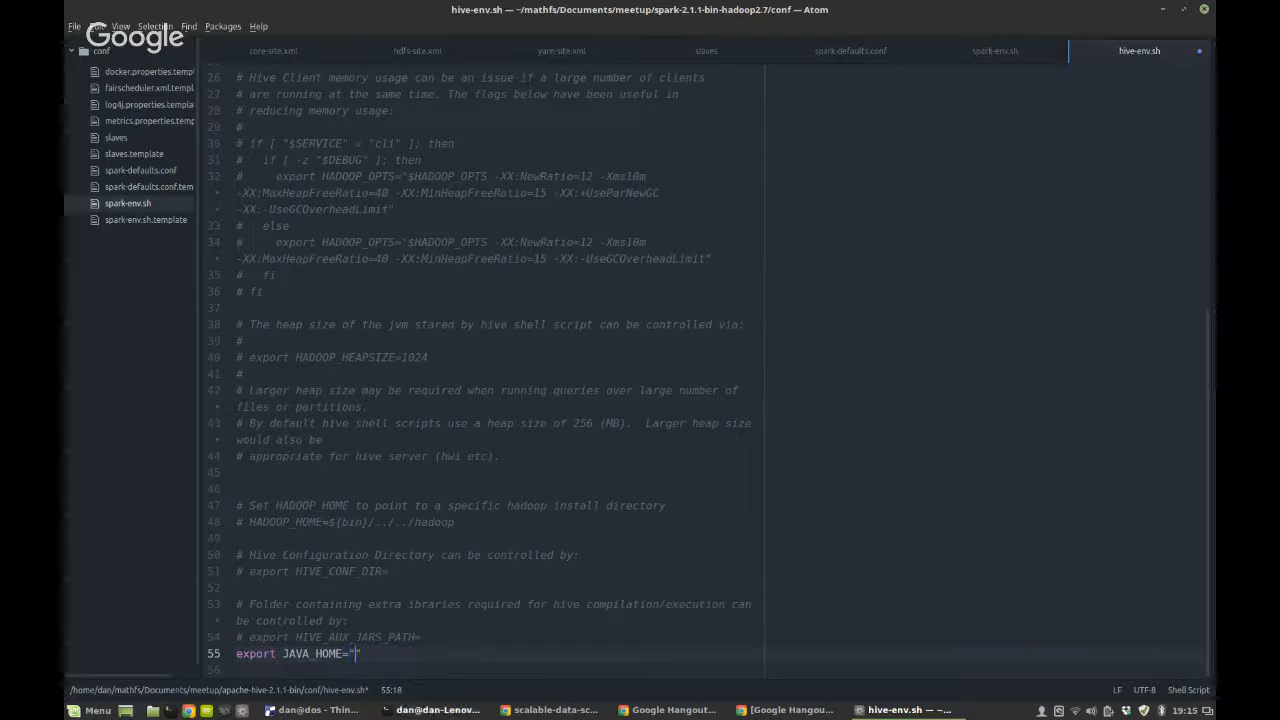 hive-env.sh — ~/mathfs/Documents/meetup/spark-2.1.1-bin-hadoop2.7/conf — Atom
File Edit View Selection Find Packages Help
Google
conf
docker.properties.templ
fairscheduler.xml.templ
log4j.properties.templa
metrics.properties.temp
slaves
slaves.template
spark-defaults.conf
spark-defaults.conf.tem
spark-env.sh
spark-env.sh.template
core-site.xml hdfs-site.xml yarn-site.xml slaves spark-defaults.conf spark-env.sh hive-env.sh
26 # Hive Client memory usage can be an issue if a large number of clients
27 # are running at the same time. The flags below have been useful in
28 # reducing memory usage:
29 #
30 # if [ "$SERVICE" = "cli" ]; then
31 #   if [ -z "$DEBUG" ]; then
32 #     export HADOOP_OPTS="$HADOOP_OPTS -XX:NewRatio=12 -Xms10m
• -XX:MaxHeapFreeRatio=40 -XX:MinHeapFreeRatio=15 -XX:+UseParNewGC
• -XX:-UseGCOverheadLimit"
33 #   else
34 #     export HADOOP_OPTS="$HADOOP_OPTS -XX:NewRatio=12 -Xms10m
• -XX:MaxHeapFreeRatio=40 -XX:MinHeapFreeRatio=15 -XX:-UseGCOverheadLimit"
35 #   fi
36 # fi
37
38 # The heap size of the jvm stared by hive shell script can be controlled via:
39 #
40 # export HADOOP_HEAPSIZE=1024
41 #
42 # Larger heap size may be required when running queries over large number of
• files or partitions.
43 # By default hive shell scripts use a heap size of 256 (MB).  Larger heap size
• would also be
44 # appropriate for hive server (hwi etc).
45
46
47 # Set HADOOP_HOME to point to a specific hadoop install directory
48 # HADOOP_HOME=${bin}/../../hadoop
49
50 # Hive Configuration Directory can be controlled by:
51 # export HIVE_CONF_DIR=
52
53 # Folder containing extra ibraries required for hive compilation/execution can
• be controlled by:
54 # export HIVE_AUX_JARS_PATH=
55 export JAVA_HOME=""
56
/home/dan/mathfs/Documents/meetup/apache-hive-2.1.1-bin/conf/hive-env.sh* 55:18 LF UTF-8 Shell Script
Menu dan@dos - Thin... dan@dan-Lenov... scalable-data-sc... Google Hangout... [Google Hangou... hive-env.sh — ~... 19:15